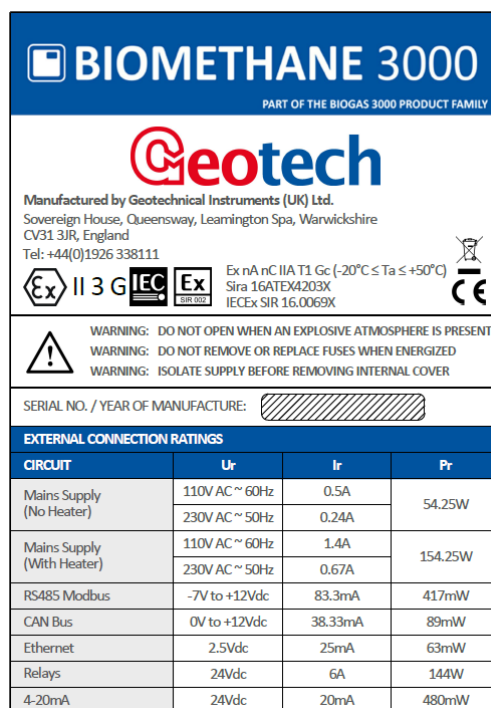 BIOMETHANE 3000
PART OF THE BIOGAS 3000 PRODUCT FAMILY
Geotech
Manufactured by Geotechnical Instruments (UK) Ltd.
Sovereign House, Queensway, Leamington Spa, Warwickshire
CV31 3JR, England
Tel: +44(0)1926 338111
Ex II 3 G IEC Ex SIR 002
Ex nA nC IIA T1 Gc (-20°C ≤ Ta ≤ +50°C)
Sira 16ATEX4203X
IECEx SIR 16.0069X
CE
WARNING: DO NOT OPEN WHEN AN EXPLOSIVE ATMOSPHERE IS PRESENT
WARNING: DO NOT REMOVE OR REPLACE FUSES WHEN ENERGIZED
WARNING: ISOLATE SUPPLY BEFORE REMOVING INTERNAL COVER
SERIAL NO. / YEAR OF MANUFACTURE:
EXTERNAL CONNECTION RATINGS
CIRCUIT Ur Ir Pr
Mains Supply (No Heater) 110V AC ~ 60Hz 0.5A 54.25W
230V AC ~ 50Hz 0.24A
Mains Supply (With Heater) 110V AC ~ 60Hz 1.4A 154.25W
230V AC ~ 50Hz 0.67A
RS485 Modbus -7V to +12Vdc 83.3mA 417mW
CAN Bus 0V to +12Vdc 38.33mA 89mW
Ethernet 2.5Vdc 25mA 63mW
Relays 24Vdc 6A 144W
4-20mA 24Vdc 20mA 480mW